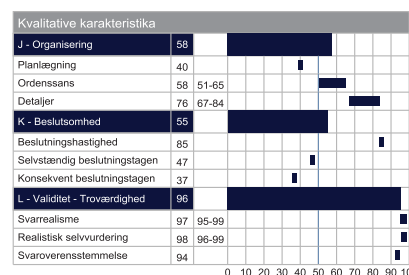 Kvalitative karakteristika
J - Organisering 58
Planlægning 40
Ordenssans 58 51-65
Detaljer 76 67-84
K - Beslutsomhed 55
Beslutningshastighed 85
Selvstændig beslutningstagen 47
Konsekvent beslutningstagen 37
L - Validitet - Troværdighed 96
Svarrealisme 97 95-99
Realistisk selvvurdering 98 96-99
Svaroverensstemmelse 94
0 10 20 30 40 50 60 70 80 90 10